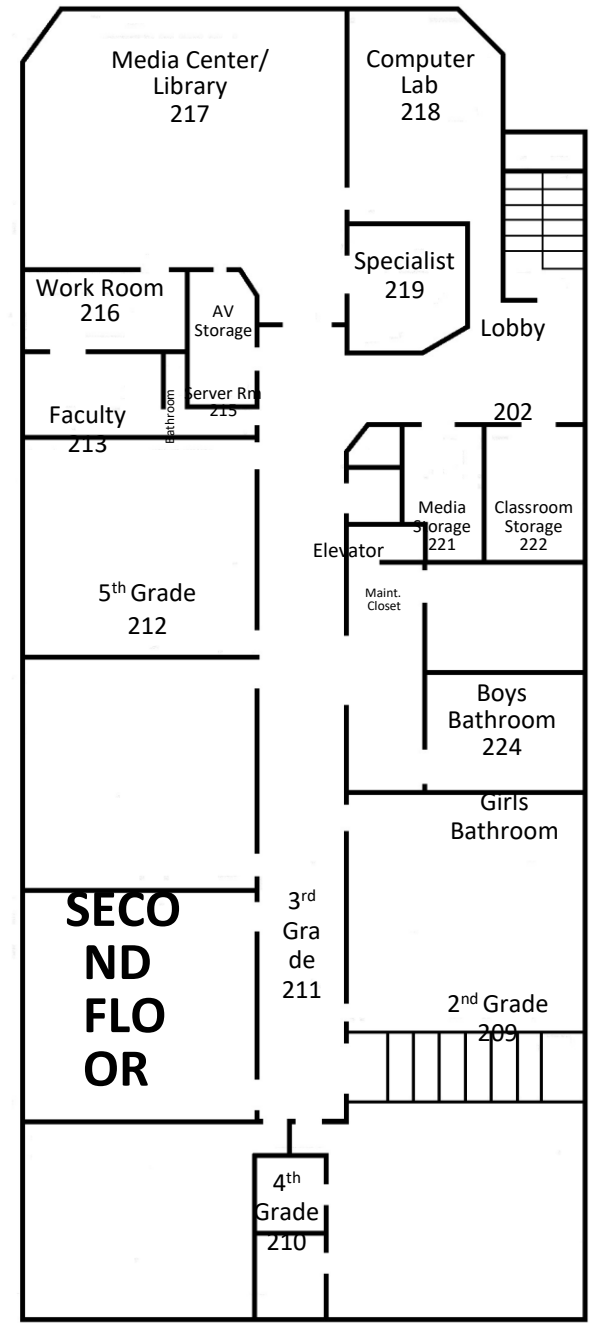 Media Center/
Library
217
Computer
Lab
218
Specialist
219
Work Room
216
AV
Storage
Lobby
Server Rm
215
Bathroom
Faculty
213
202
Media
Storage
221
Classroom
Storage
222
Elevator
5th Grade
212
Maint.
Closet
Boys
Bathroom
224
Girls
Bathroom
SECO
ND
FLO
OR
3rd
Gra
de
211
2nd Grade
209
4th
Grade
210